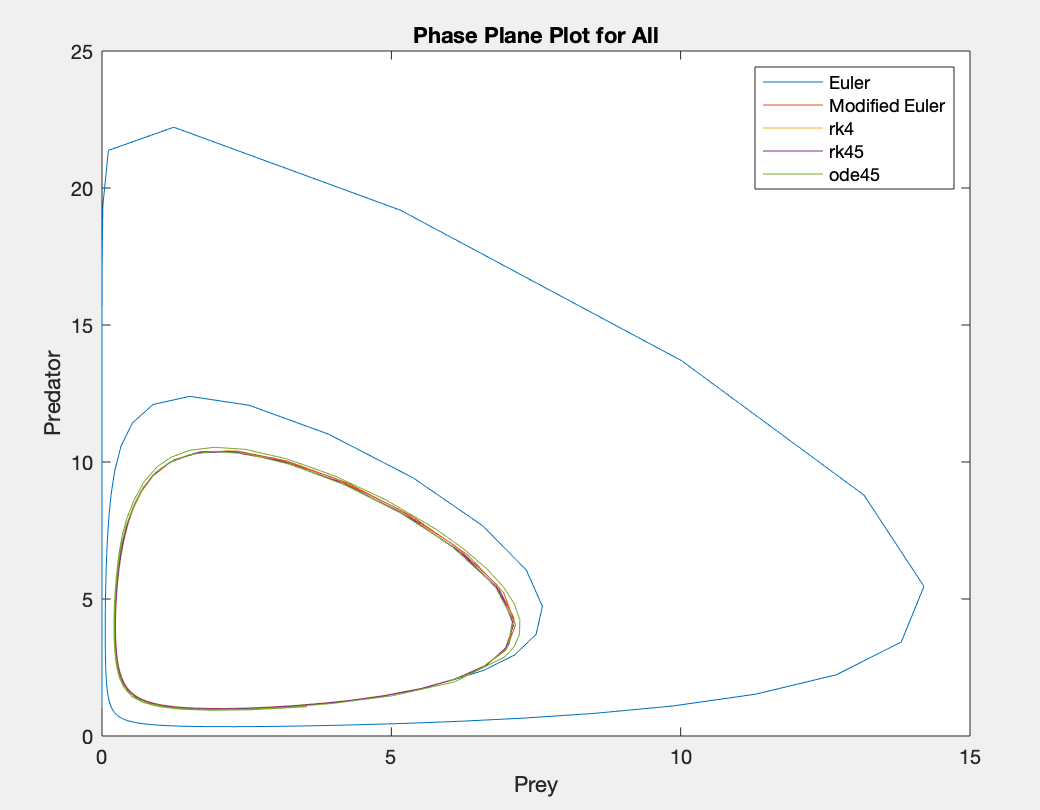 Phase Plane Plot for All
25
20
15
10
5
0
Predator
0
5
10
15
Prey
Euler
Modified Euler
rk4
rk45
ode45